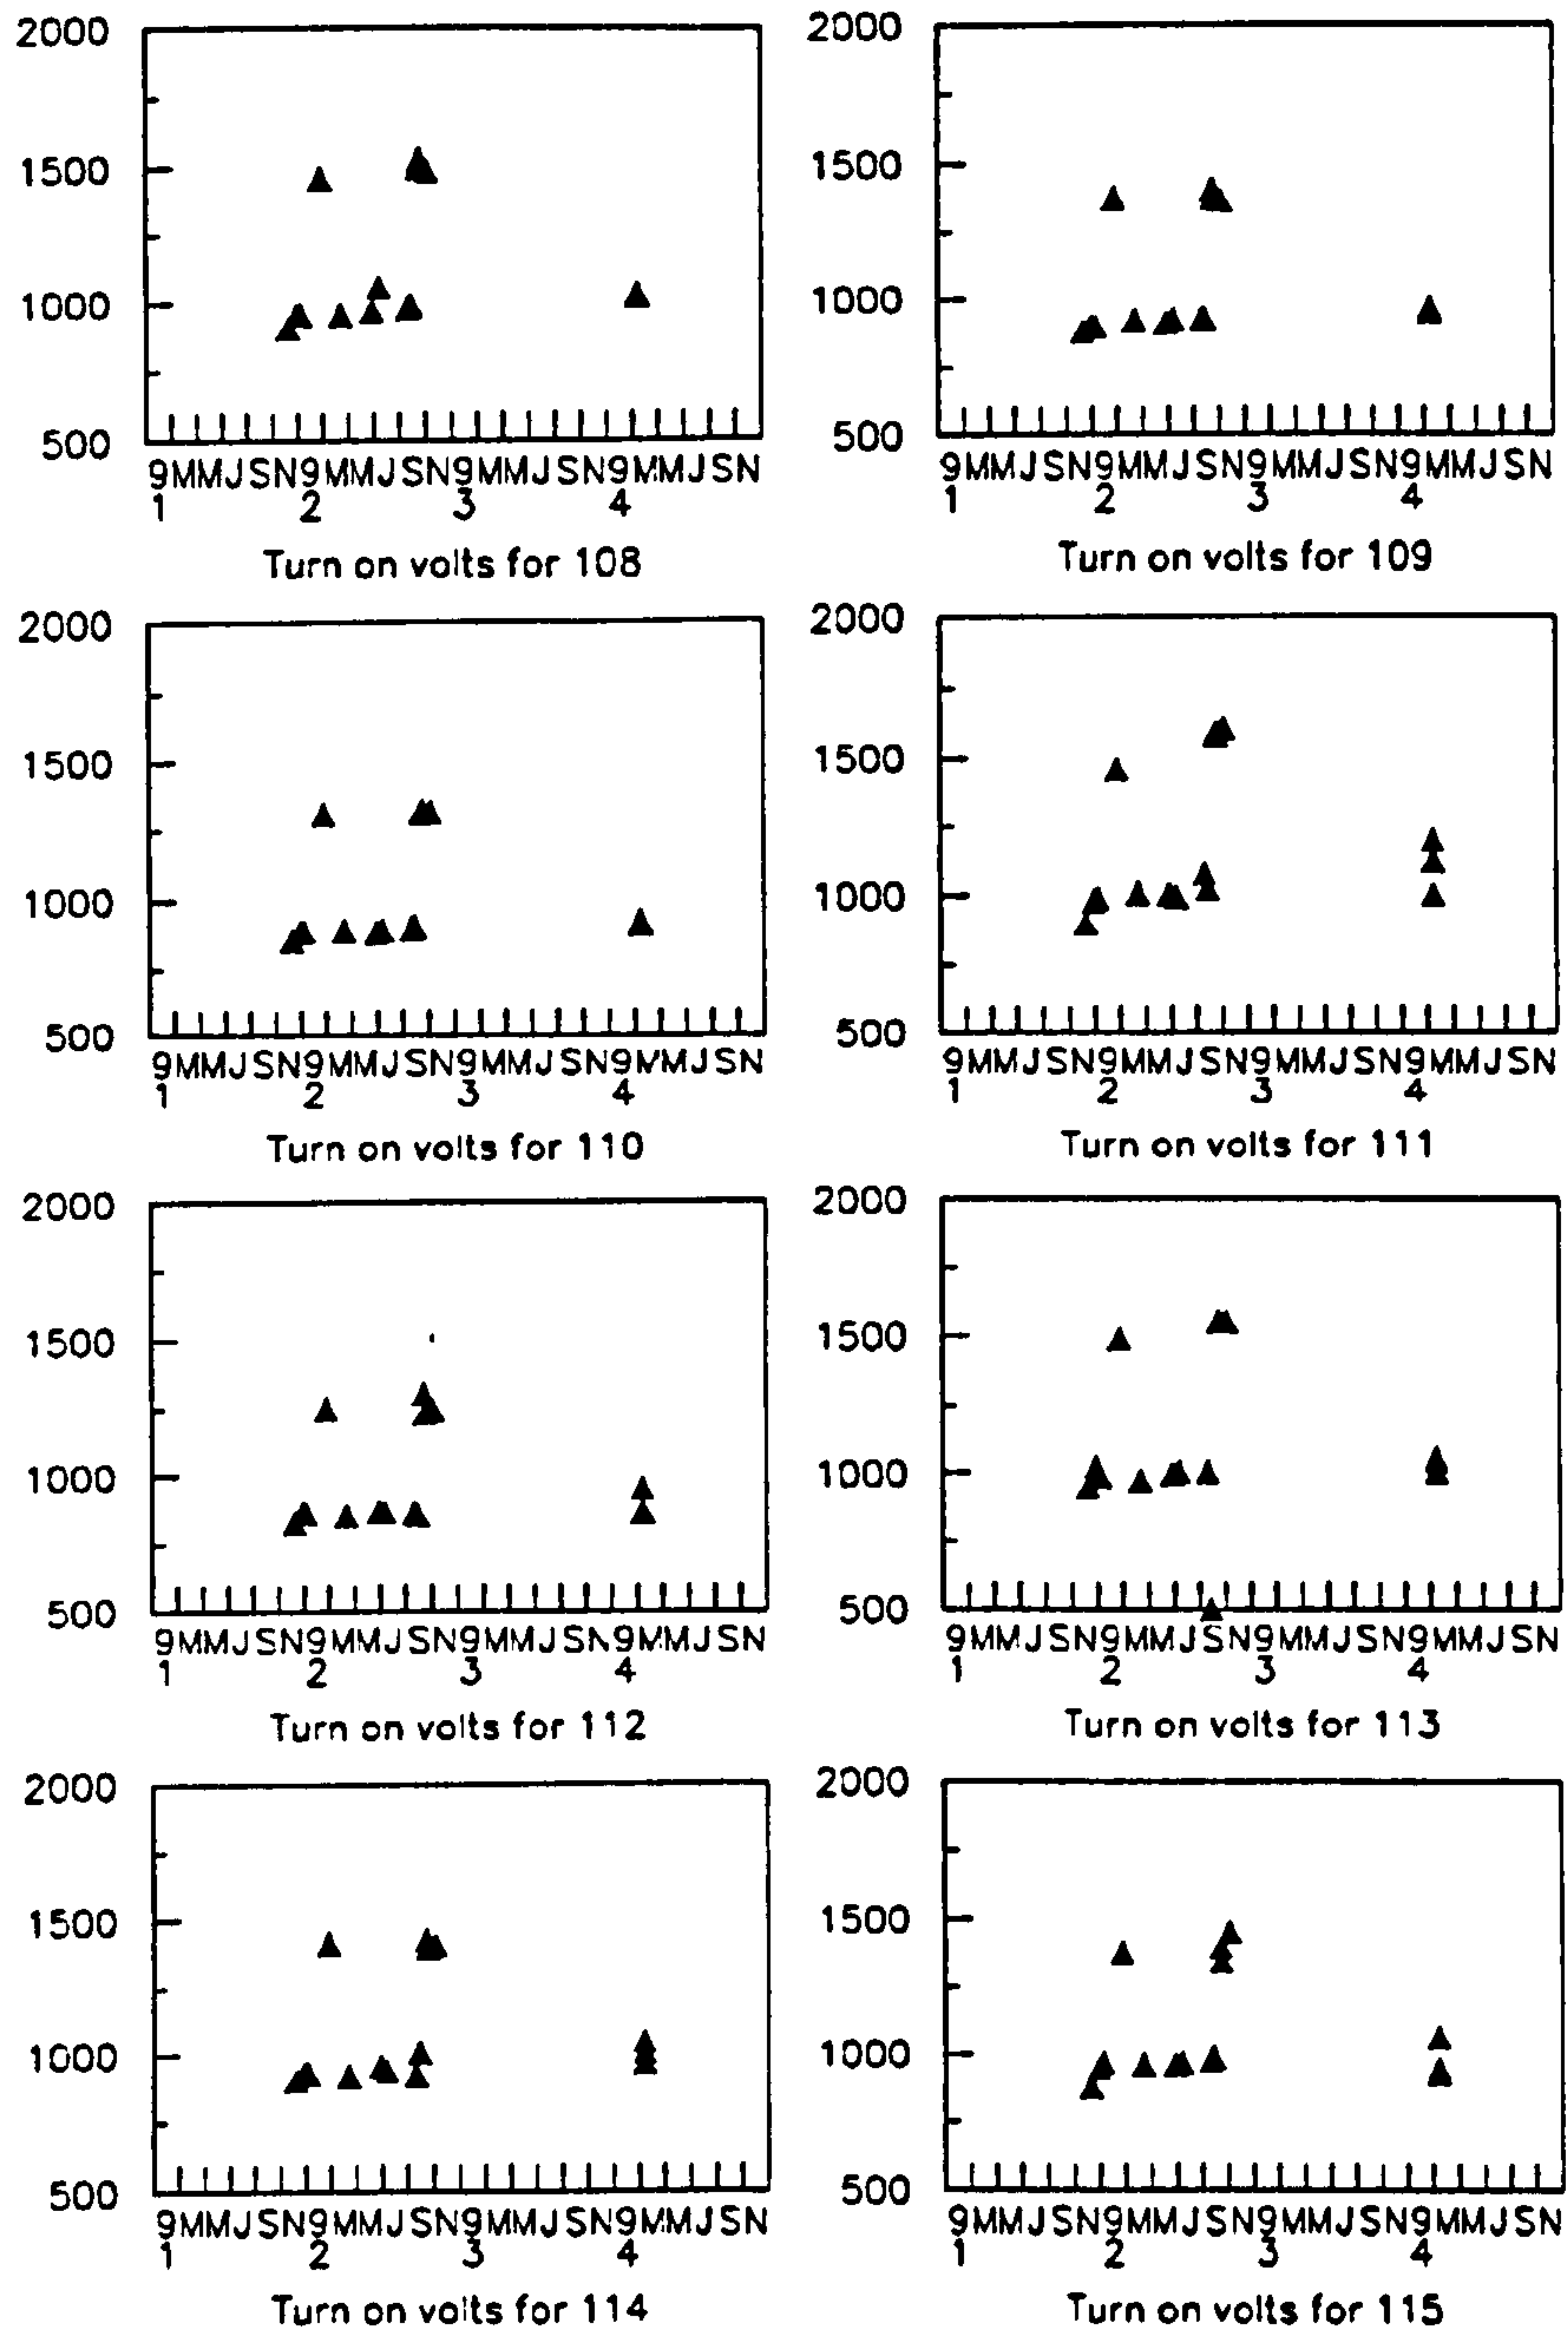 2000
1500
1000
500
9MMJSN9MMJSN9MMJSN9MMJSN
1 2 3 4
Turn on volts for 108
2000
1500
1000
500
9MMJSN9MMJSN9MMJSN9MMJSN
1 2 3 4
Turn on volts for 109
2000
1500
1000
500
9MMJSN9MMJSN9MMJSN9MMJSN
1 2 3 4
Turn on volts for 110
2000
1500
1000
500
9MMJSN9MMJSN9MMJSN9MMJSN
1 2 3 4
Turn on volts for 111
2000
1500
1000
500
9MMJSN9MMJSN9MMJSN9MMJSN
1 2 3 4
Turn on volts for 112
2000
1500
1000
500
9MMJSN9MMJSN9MMJSN9MMJSN
1 2 3 4
Turn on volts for 113
2000
1500
1000
500
9MMJSN9MMJSN9MMJSN9MMJSN
1 2 3 4
Turn on volts for 114
2000
1500
1000
500
9MMJSN9MMJSN9MMJSN9MMJSN
1 2 3 4
Turn on volts for 115